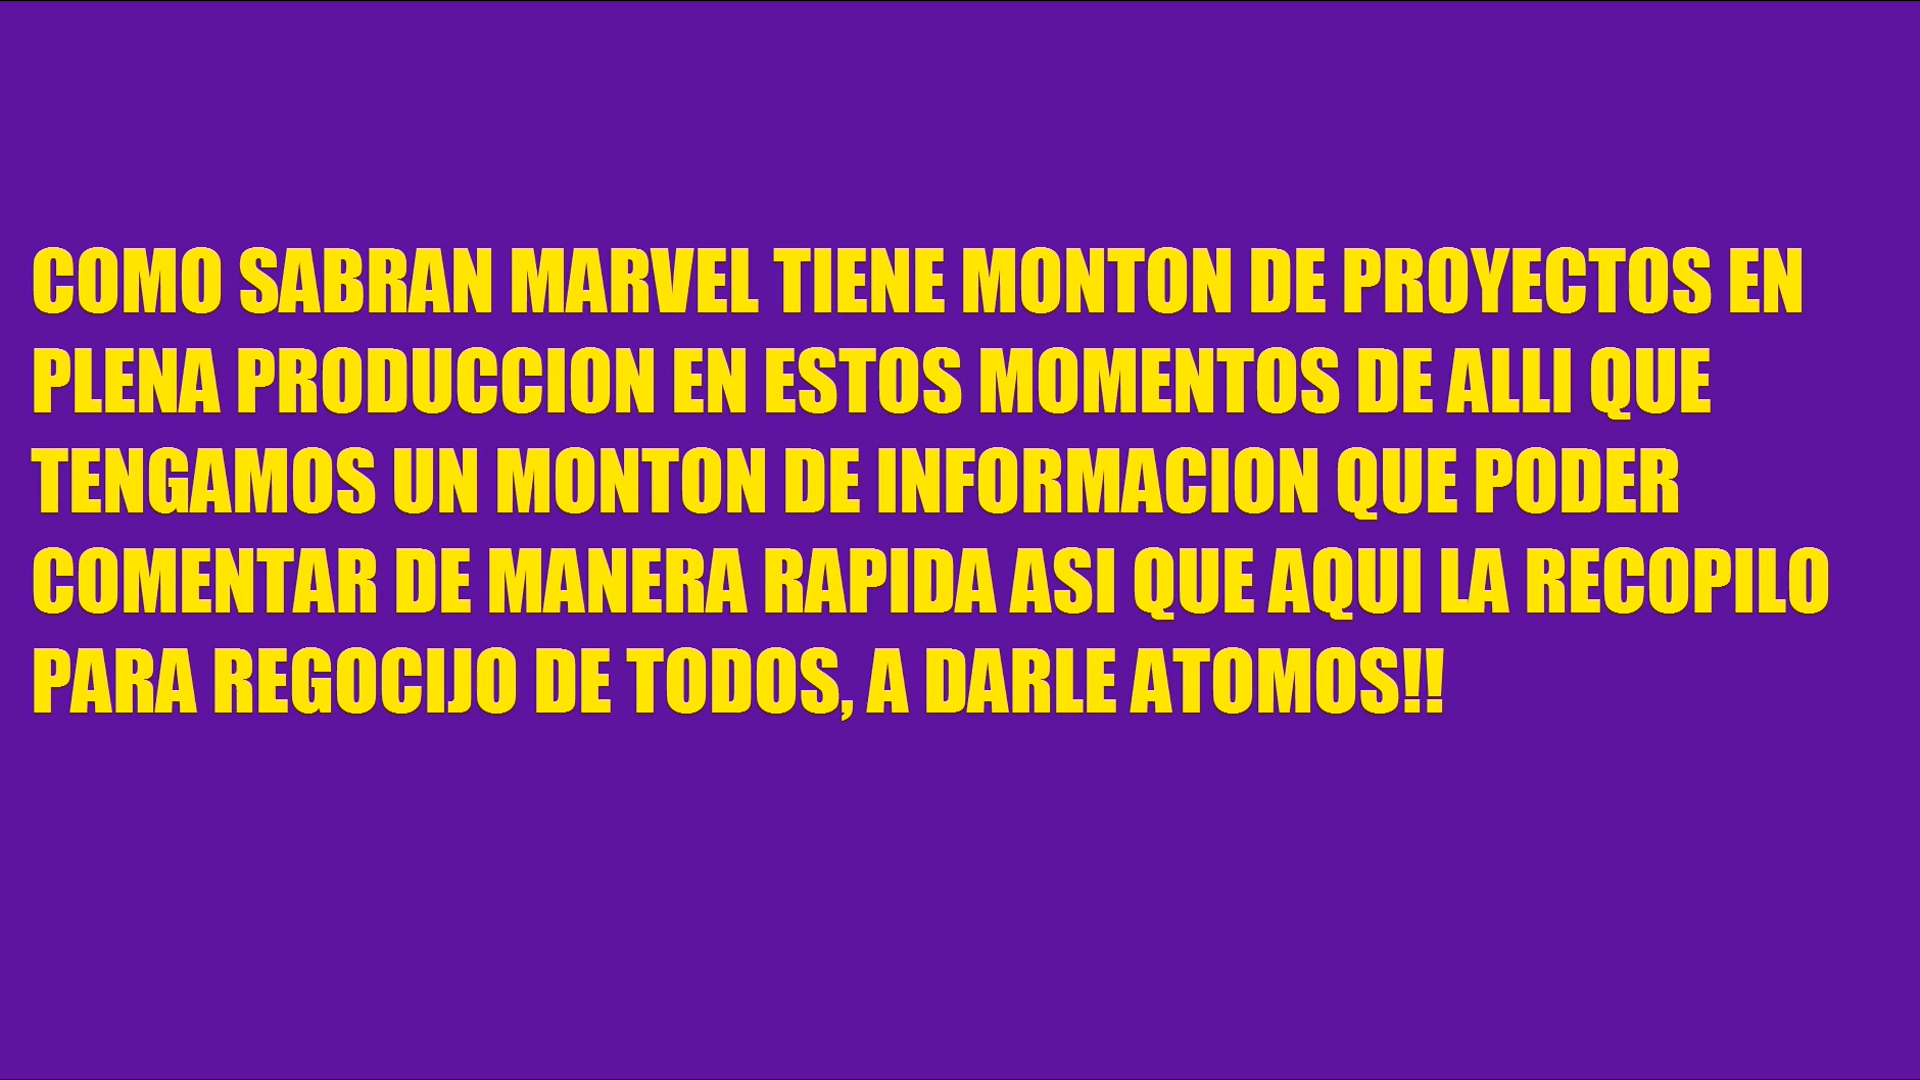 COMO SABRAN MARVEL TIENE MONTON DE PROYECTOS EN
PLENA PRODUCCION EN ESTOS MOMENTOS DE ALLI QUE
TENGAMOS UN MONTON DE INFORMACION QUE PODER
COMENTAR DE MANERA RAPIDA ASI QUE AQUI LA RECOPILO
PARA REGOCIJO DE TODOS, A DARLE ATOMOS!!